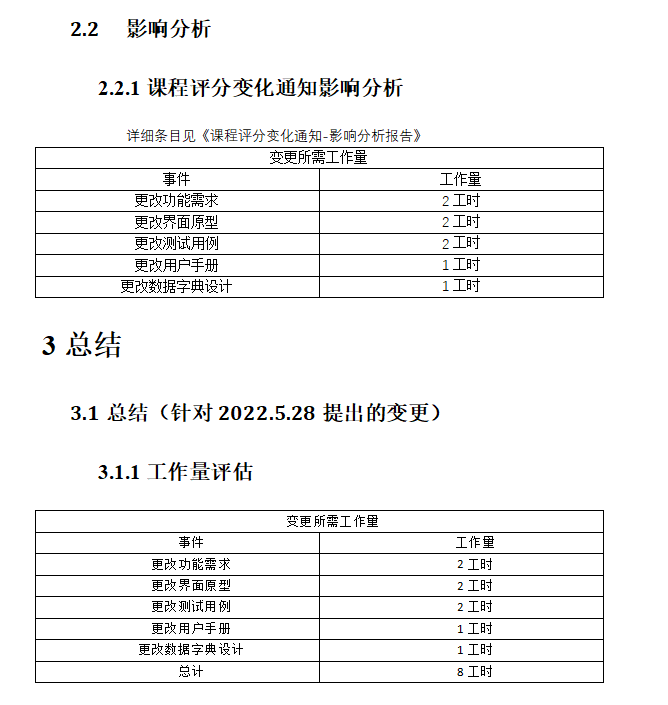 2.2 影响分析
2.2.1 课程评分变化通知影响分析
详细条目见《课程评分变化通知-影响分析报告》
变更所需工作量
事件 工作量
更改功能需求 2 工时
更改界面原型 2 工时
更改测试用例 2 工时
更改用户手册 1 工时
更改数据字典设计 1 工时
3 总结
3.1 总结（针对 2022.5.28 提出的变更）
3.1.1 工作量评估
变更所需工作量
事件 工作量
更改功能需求 2 工时
更改界面原型 2 工时
更改测试用例 2 工时
更改用户手册 1 工时
更改数据字典设计 1 工时
总计 8 工时